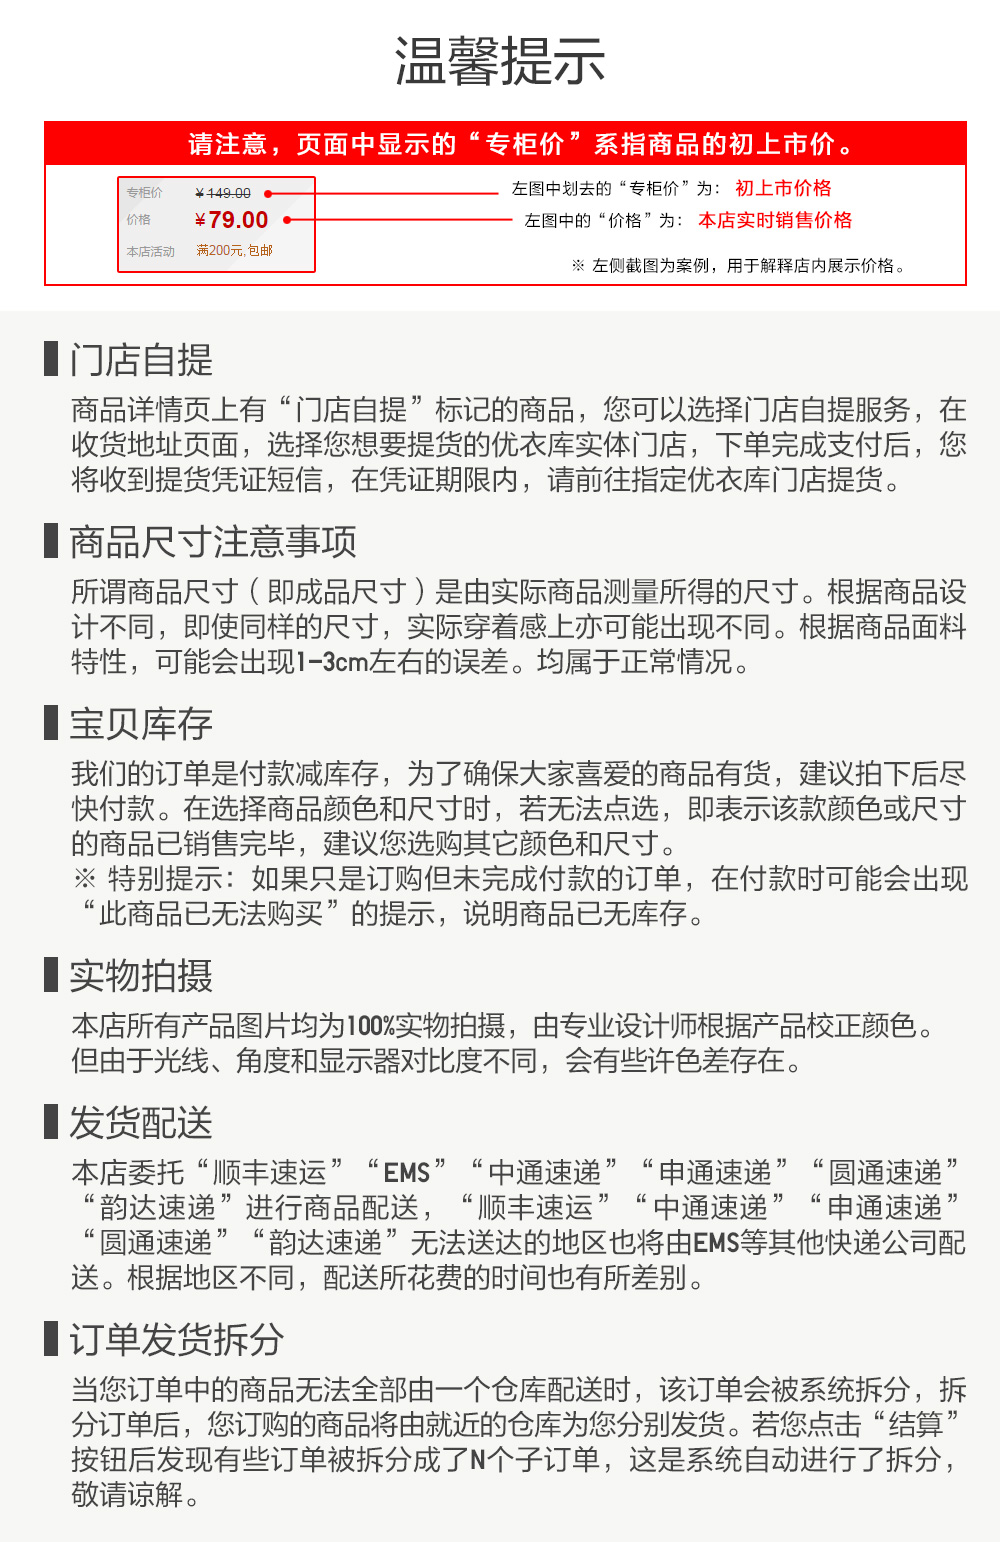 温馨提示
请注意，页面中显示的“专柜价”系指商品的初上市价。
专柜价 ¥149.00
左图中划去的“专柜价”为： 初上市价格
价格 ¥79.00
左图中的“价格”为： 本店实时销售价格
本店活动 满200元,包邮
※ 左侧截图为案例，用于解释店内展示价格。
门店自提
商品详情页上有“门店自提”标记的商品，您可以选择门店自提服务，在
收货地址页面，选择您想要提货的优衣库实体门店，下单完成支付后，您
将收到提货凭证短信，在凭证期限内，请前往指定优衣库门店提货。
商品尺寸注意事项
所谓商品尺寸（即成品尺寸）是由实际商品测量所得的尺寸。根据商品设
计不同，即使同样的尺寸，实际穿着感上亦可能出现不同。根据商品面料
特性，可能会出现1-3cm左右的误差。均属于正常情况。
宝贝库存
我们的订单是付款减库存，为了确保大家喜爱的商品有货，建议拍下后尽
快付款。在选择商品颜色和尺寸时，若无法点选，即表示该款颜色或尺寸
的商品已销售完毕，建议您选购其它颜色和尺寸。
※ 特别提示：如果只是订购但未完成付款的订单，在付款时可能会出现
“此商品已无法购买”的提示，说明商品已无库存。
实物拍摄
本店所有产品图片均为100%实物拍摄，由专业设计师根据产品校正颜色。
但由于光线、角度和显示器对比度不同，会有些许色差存在。
发货配送
本店委托“顺丰速运”“EMS”“中通速递”“申通速递”“圆通速递”
“韵达速递”进行商品配送，“顺丰速运”“中通速递”“申通速递”
“圆通速递”“韵达速递”无法送达的地区也将由EMS等其他快递公司配
送。根据地区不同，配送所花费的时间也有所差别。
订单发货拆分
当您订单中的商品无法全部由一个仓库配送时，该订单会被系统拆分，拆
分订单后，您订购的商品将由就近的仓库为您分别发货。若您点击“结算”
按钮后发现有些订单被拆分成了N个子订单，这是系统自动进行了拆分，
敬请谅解。